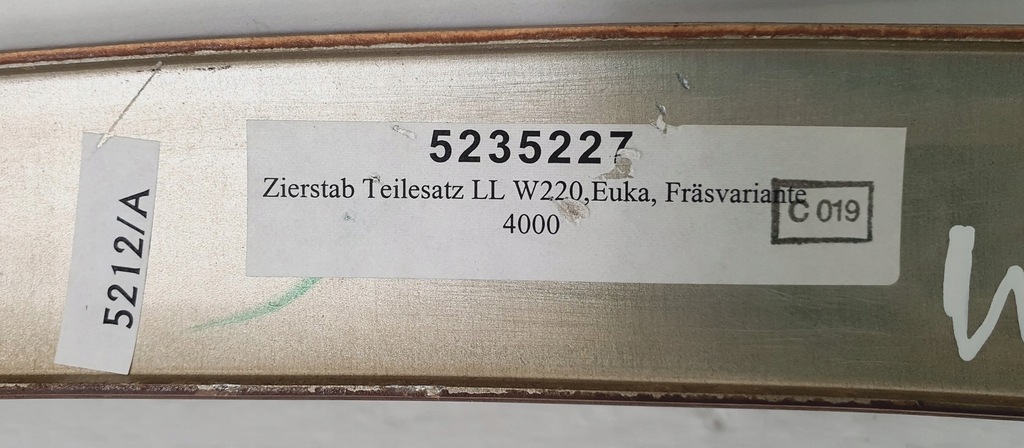 5235227
Zierstab Teilesatz LL W220,Euka, Fräsvariante
4000
C 019
5212/A